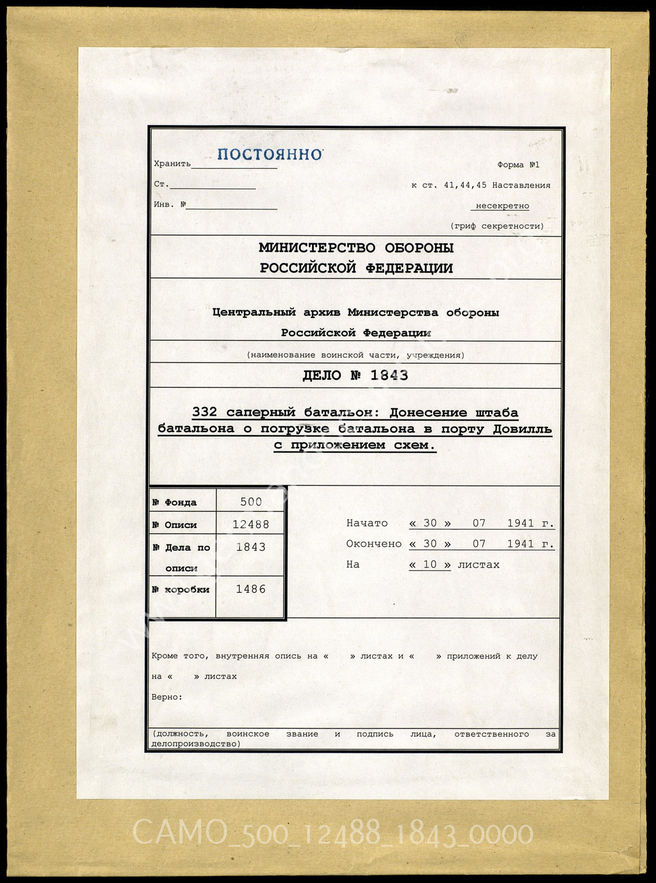 ПОСТОЯННО
Хранить
Форма №1
Ст.
к ст. 41,44,45 Наставления
Инв. №
несекретно
(гриф секретности)
МИНИСТЕРСТВО ОБОРОНЫ
РОССИЙСКОЙ ФЕДЕРАЦИИ
Центральный архив Министерства обороны
Российской Федерации
(наименование воинской части, учреждения)
ДЕЛО № 1843
332 саперный батальон: Донесение штаба
батальона о погрузке батальона в порту Довилль
с приложением схем.
№ Фонда 500
№ Описи 12488
№ Дела по 1843
описи
№ коробки 1486
Начато « 30 » 07 1941 г.
Окончено « 30 » 07 1941 г.
На « 10 » листах
Кроме того, внутренняя опись на « » листах и « » приложений к делу
на « » листах
Верно:
(должность, воинское звание и подпись лица, ответственного за
делопроизводство)
CAMO_500_12488_1843_0000